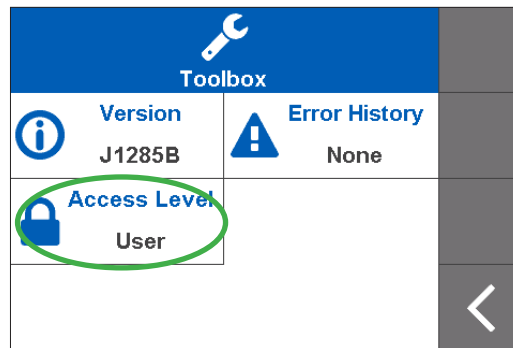 Toolbox
Version
J1285B
Error History
None
Access Level
User